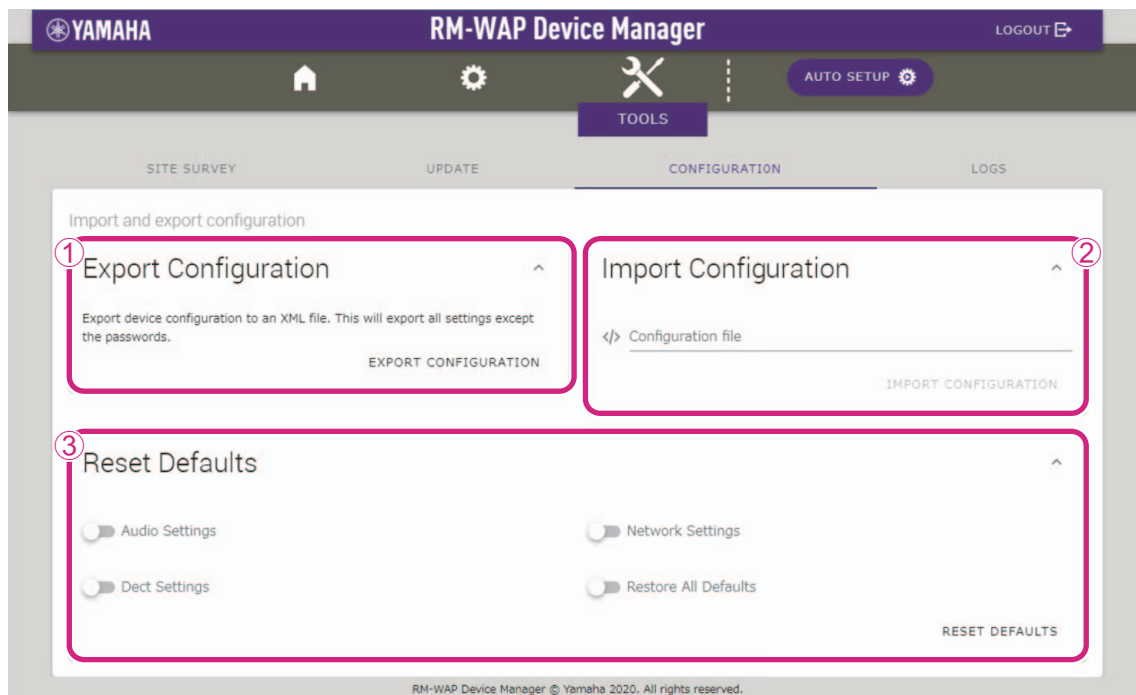 YAMAHA
RM-WAP Device Manager
LOGOUT
AUTO SETUP
TOOLS
SITE SURVEY
UPDATE
CONFIGURATION
LOGS
Import and export configuration
①
Export Configuration
Export device configuration to an XML file. This will export all settings except
the passwords.
EXPORT CONFIGURATION
②
Import Configuration
</> Configuration file
IMPORT CONFIGURATION
③
Reset Defaults
Audio Settings
Network Settings
Dect Settings
Restore All Defaults
RESET DEFAULTS
RM-WAP Device Manager © Yamaha 2020. All rights reserved.